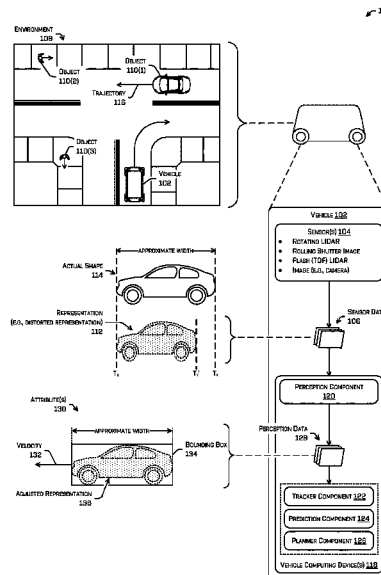 1
ENVIRONMENT
108
OBJECT
110(2)
OBJECT
110(1)
TRAJECTORY
116
OBJECT
110(3)
VEHICLE
102
VEHICLE 102
SENSOR(S) 104
• ROTATING LIDAR
• ROLLING SHUTTER IMAGE
• FLASH (TOF) LIDAR
• IMAGE (E.G., CAMERA)
APPROXIMATE WIDTH
ACTUAL SHAPE
114
REPRESENTATION
(E.G., DISTORTED REPRESENTATION)
112
SENSOR DATA
106
PERCEPTION COMPONENT
120
ATTRIBUTE(S)
130
APPROXIMATE WIDTH
VELOCITY
132
BOUNDING BOX
134
ADJUSTED REPRESENTATION
PERCEPTION DATA
128
TRACKER COMPONENT 122
PREDICTION COMPONENT 124
PLANNER COMPONENT 126
VEHICLE COMPUTING DEVICE(S) 118